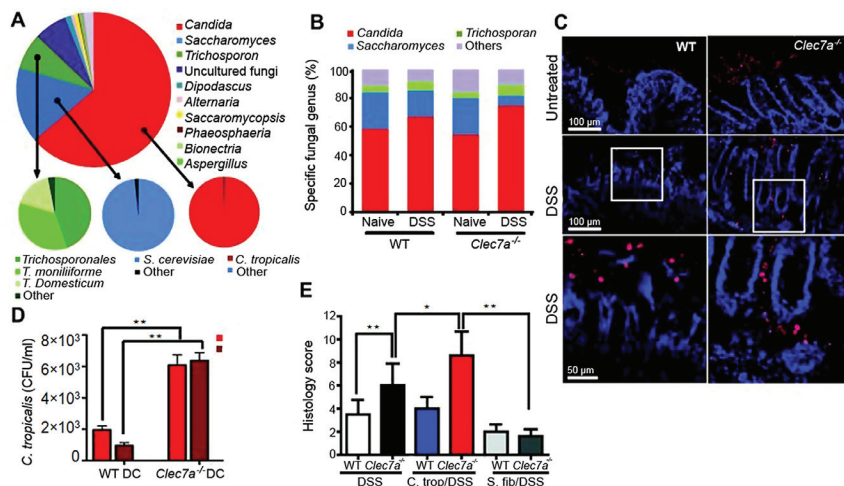 A
Candida
Saccharomyces
Trichosporon
Uncultured fungi
Dipodascus
Alternaria
Saccaromycopsis
Phaeosphaeria
Bionectria
Aspergillus
Trichosporonales
T. moniliiforme
T. Domesticum
Other
S. cerevisiae
Other
C. tropicalis
Other
B
Candida
Saccharomyces
Trichosporan
Others
Specific fungal genus (%)
100
80
60
40
20
0
Naive DSS Naive DSS
WT Clec7a-/-
C
WT Clec7a-/-
Untreated
100 µm
DSS
100 µm
DSS
50 µm
D
C. tropicalis (CFU/ml)
8×10³
6×10³
4×10³
2×10³
0
** 
**
WT DC Clec7a-/-DC
E
Histology score
12
10
8
6
4
2
0
** * **
WT Clec7a-/- WT Clec7a-/- WT Clec7a-/-
DSS C. trop/DSS S. fib/DSS